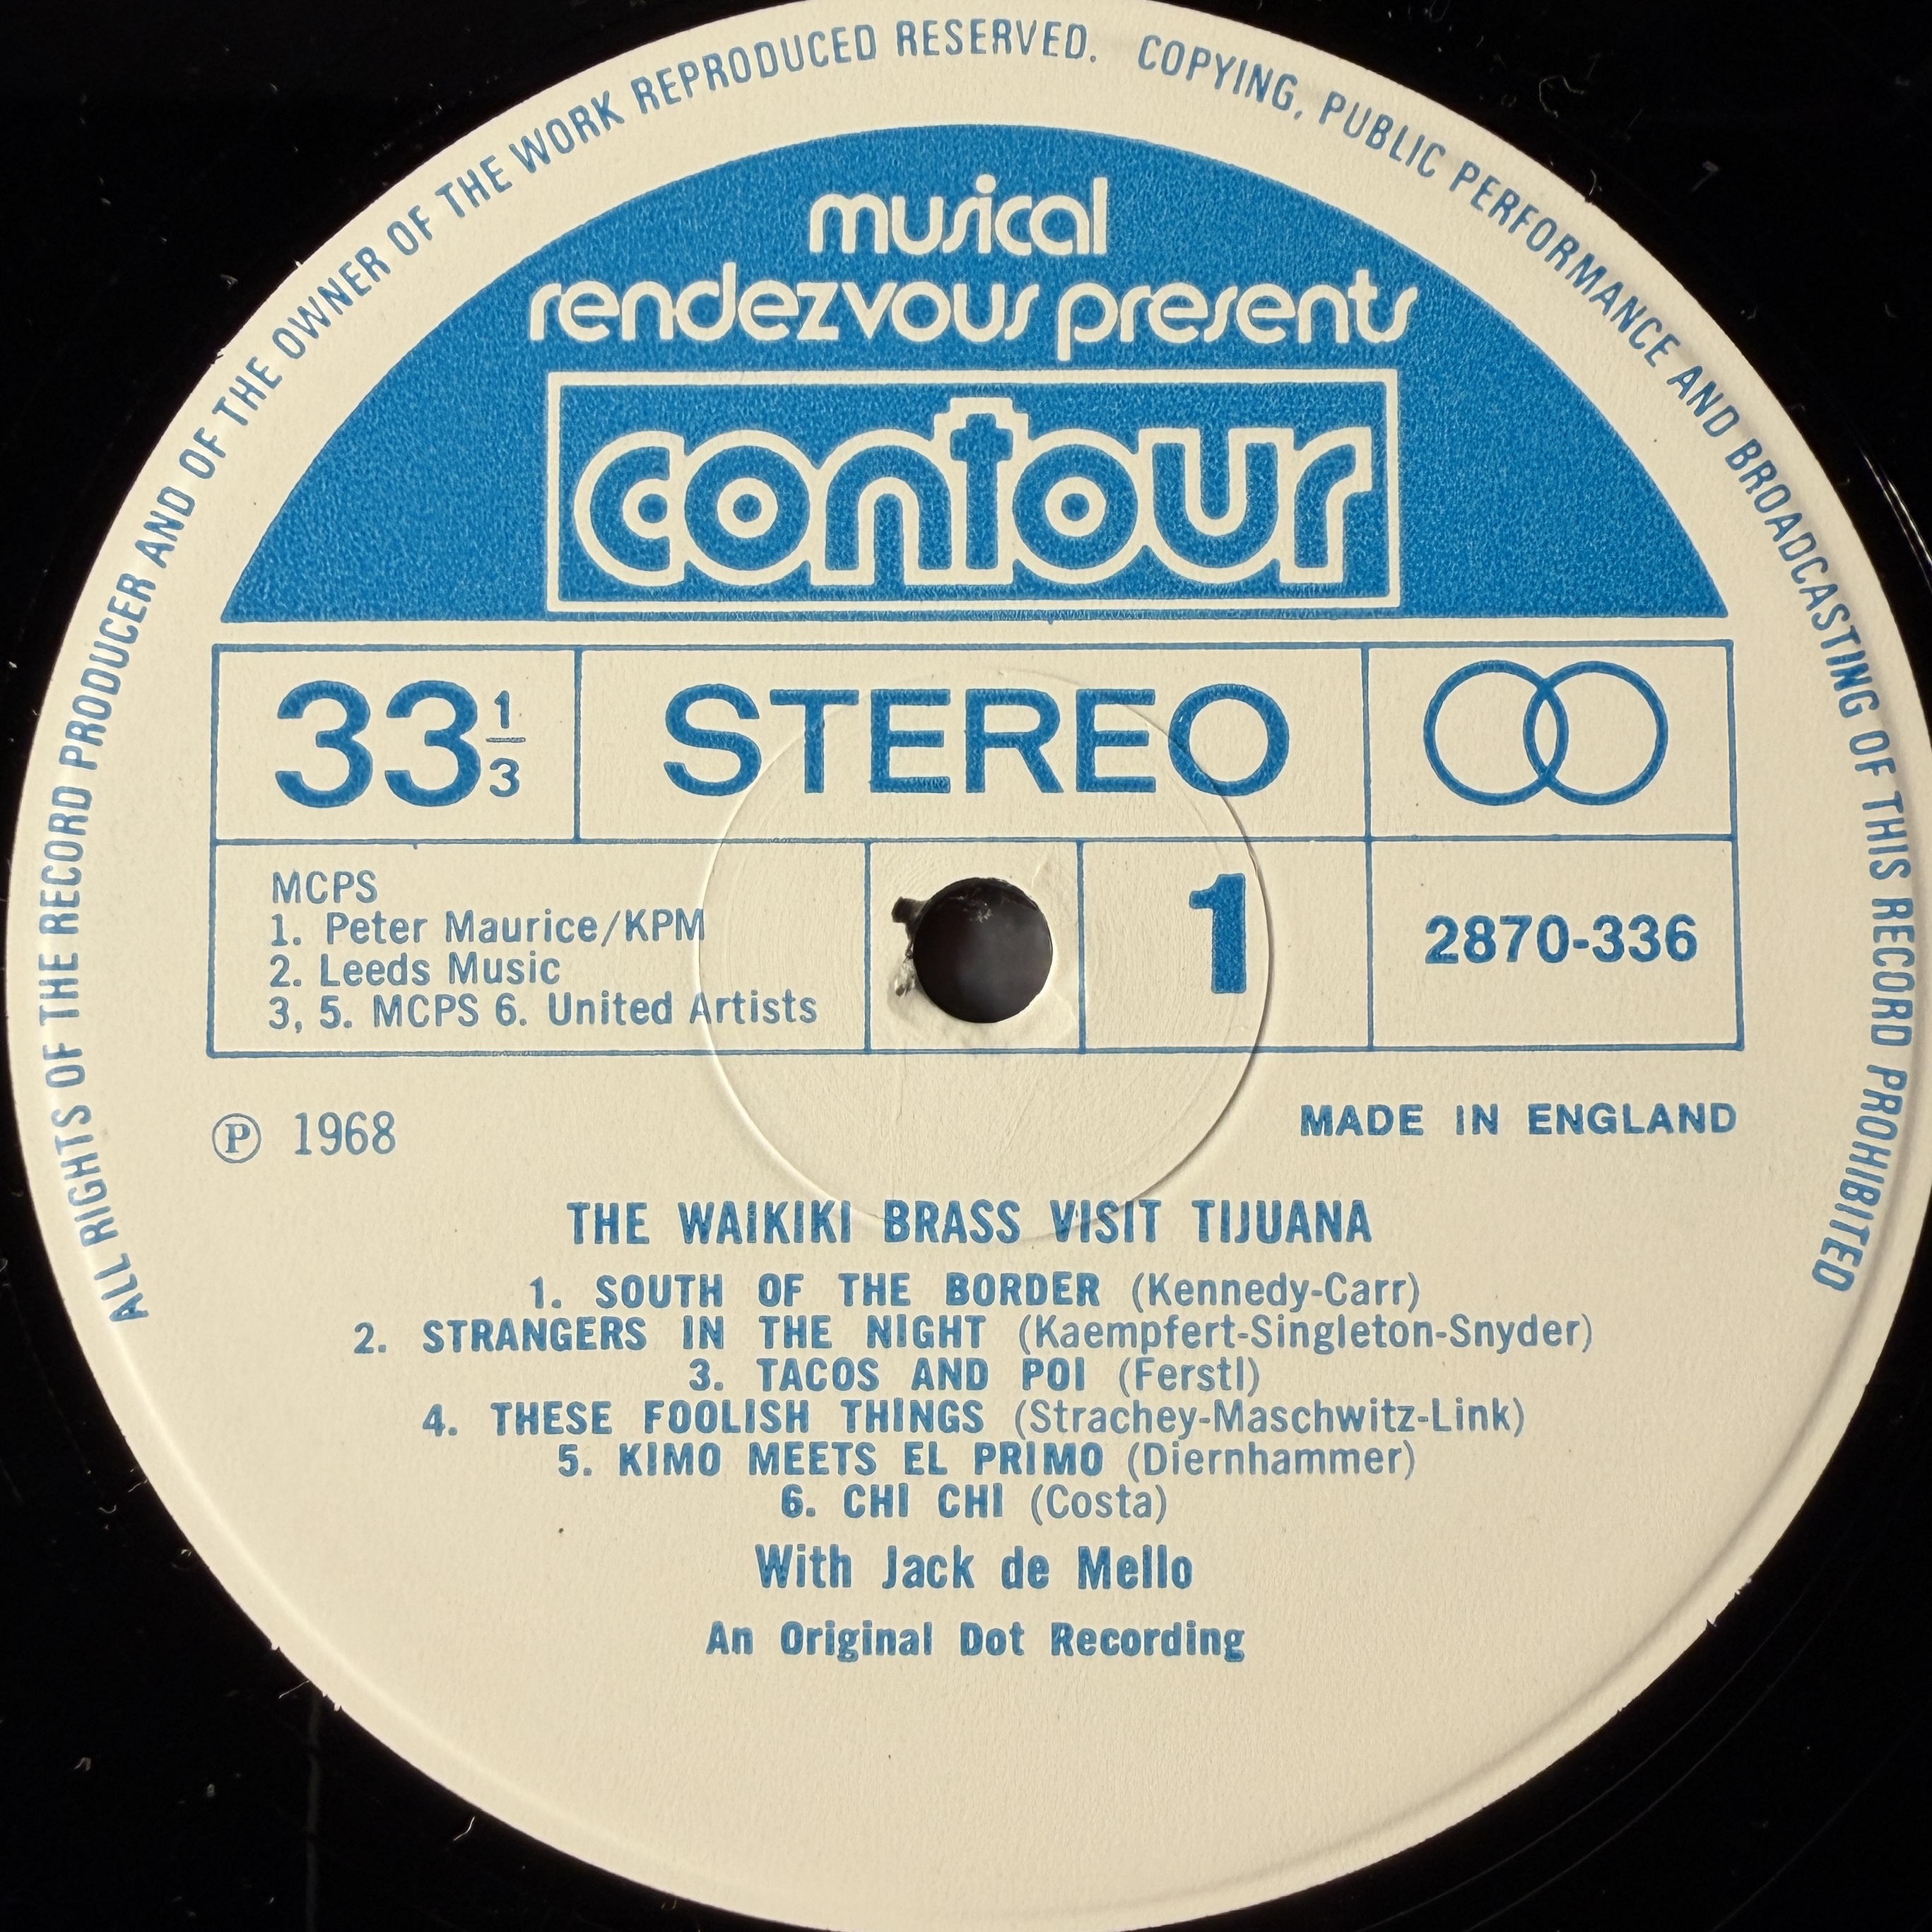 ALL RIGHTS OF THE RECORD PRODUCER AND OF THE OWNER OF THE WORK REPRODUCED RESERVED. COPYING, PUBLIC PERFORMANCE AND BROADCASTING OF THIS RECORD PROHIBITED
musical
rendezvous presents
contour
33 1/3
STEREO
MCPS
1. Peter Maurice/KPM
2. Leeds Music
3, 5. MCPS 6. United Artists
1
2870-336
℗ 1968
MADE IN ENGLAND
THE WAIKIKI BRASS VISIT TIJUANA
1. SOUTH OF THE BORDER (Kennedy-Carr)
2. STRANGERS IN THE NIGHT (Kaempfert-Singleton-Snyder)
3. TACOS AND POI (Ferstl)
4. THESE FOOLISH THINGS (Strachey-Maschwitz-Link)
5. KIMO MEETS EL PRIMO (Diernhammer)
6. CHI CHI (Costa)
With Jack de Mello
An Original Dot Recording